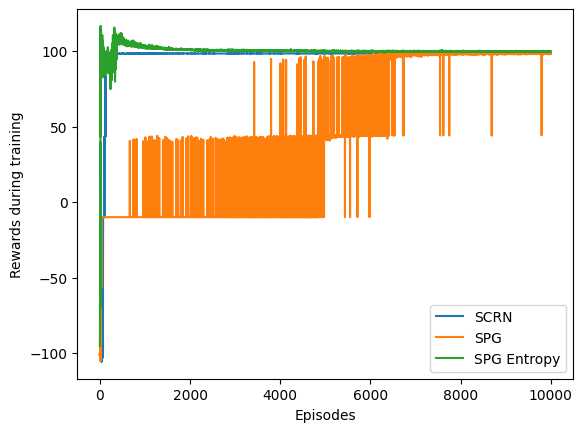 Rewards during training
100
50
0
−50
−100
0
2000
4000
6000
8000
10000
Episodes
SCRN
SPG
SPG Entropy